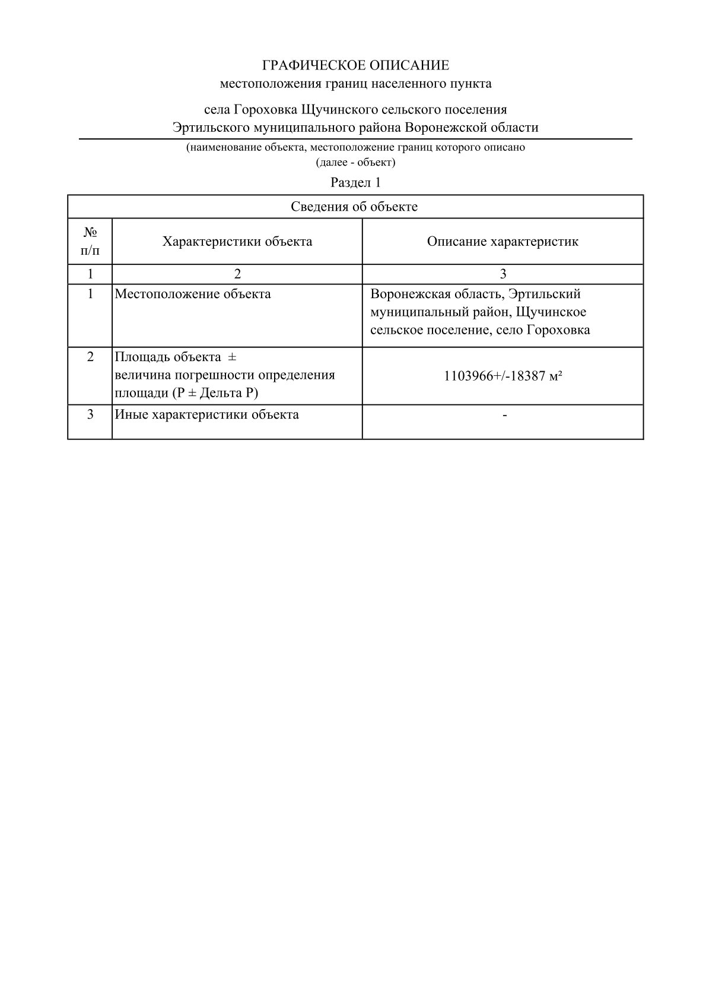 ГРАФИЧЕСКОЕ ОПИСАНИЕ
местоположения границ населенного пункта
села Гороховка Щучинского сельского поселения
Эртильского муниципального района Воронежской области
(наименование объекта, местоположение границ которого описано
(далее - объект)
Раздел 1
Сведения об объекте
№
п/п
Характеристики объекта
Описание характеристик
1
2
3
1
Местоположение объекта
Воронежская область, Эртильский
муниципальный район, Щучинское
сельское поселение, село Гороховка
2
Площадь объекта ±
величина погрешности определения
площади (P ± Дельта P)
1103966+/-18387 м²
3
Иные характеристики объекта
-